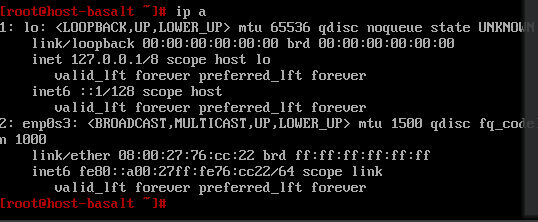 [root@host-basalt ~]# ip a
1: lo: <LOOPBACK,UP,LOWER_UP> mtu 65536 qdisc noqueue state UNKNOWN
link/loopback 00:00:00:00:00:00 brd 00:00:00:00:00:00
inet 127.0.0.1/8 scope host lo
valid_lft forever preferred_lft forever
inet6 ::1/128 scope host
valid_lft forever preferred_lft forever
2: enp0s3: <BROADCAST,MULTICAST,UP,LOWER_UP> mtu 1500 qdisc fq_code
n 1000
link/ether 08:00:27:76:cc:22 brd ff:ff:ff:ff:ff:ff
inet6 fe80::a00:27ff:fe76:cc22/64 scope link
valid_lft forever preferred_lft forever
[root@host-basalt ~]#